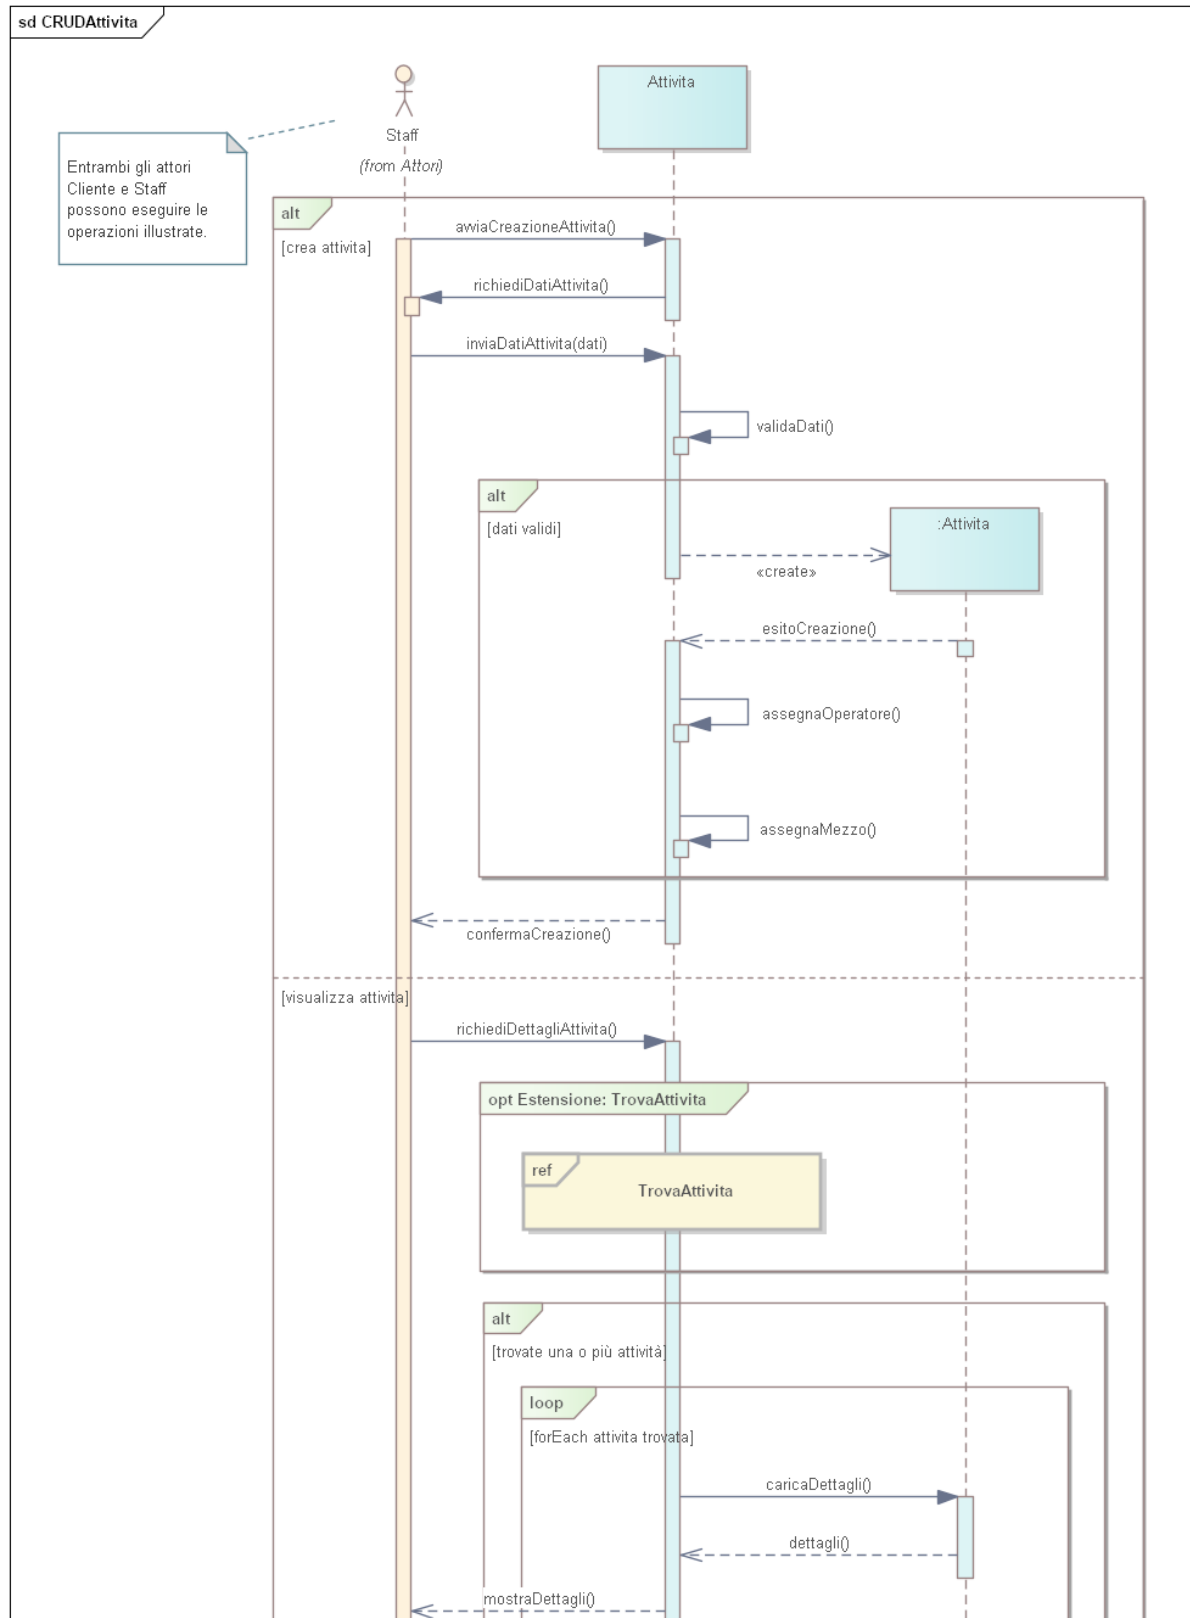 sd CRUDAttivita
Attivita
Staff
(from Attori)
Entrambi gli attori
Cliente e Staff
possono eseguire le
operazioni illustrate.
alt
[crea attivita]
avviaCreazioneAttivita()
richiediDatiAttivita()
inviaDatiAttivita(dati)
validaDati()
alt
[dati validi]
:Attivita
«create»
esitoCreazione()
assegnaOperatore()
assegnaMezzo()
confermaCreazione()
[visualizza attivita]
richiediDettagliAttivita()
opt Estensione: TrovaAttivita
ref
TrovaAttivita
alt
[trovate una o più attività]
loop
[forEach attivita trovata]
caricaDettagli()
dettagli()
mostraDettagli()